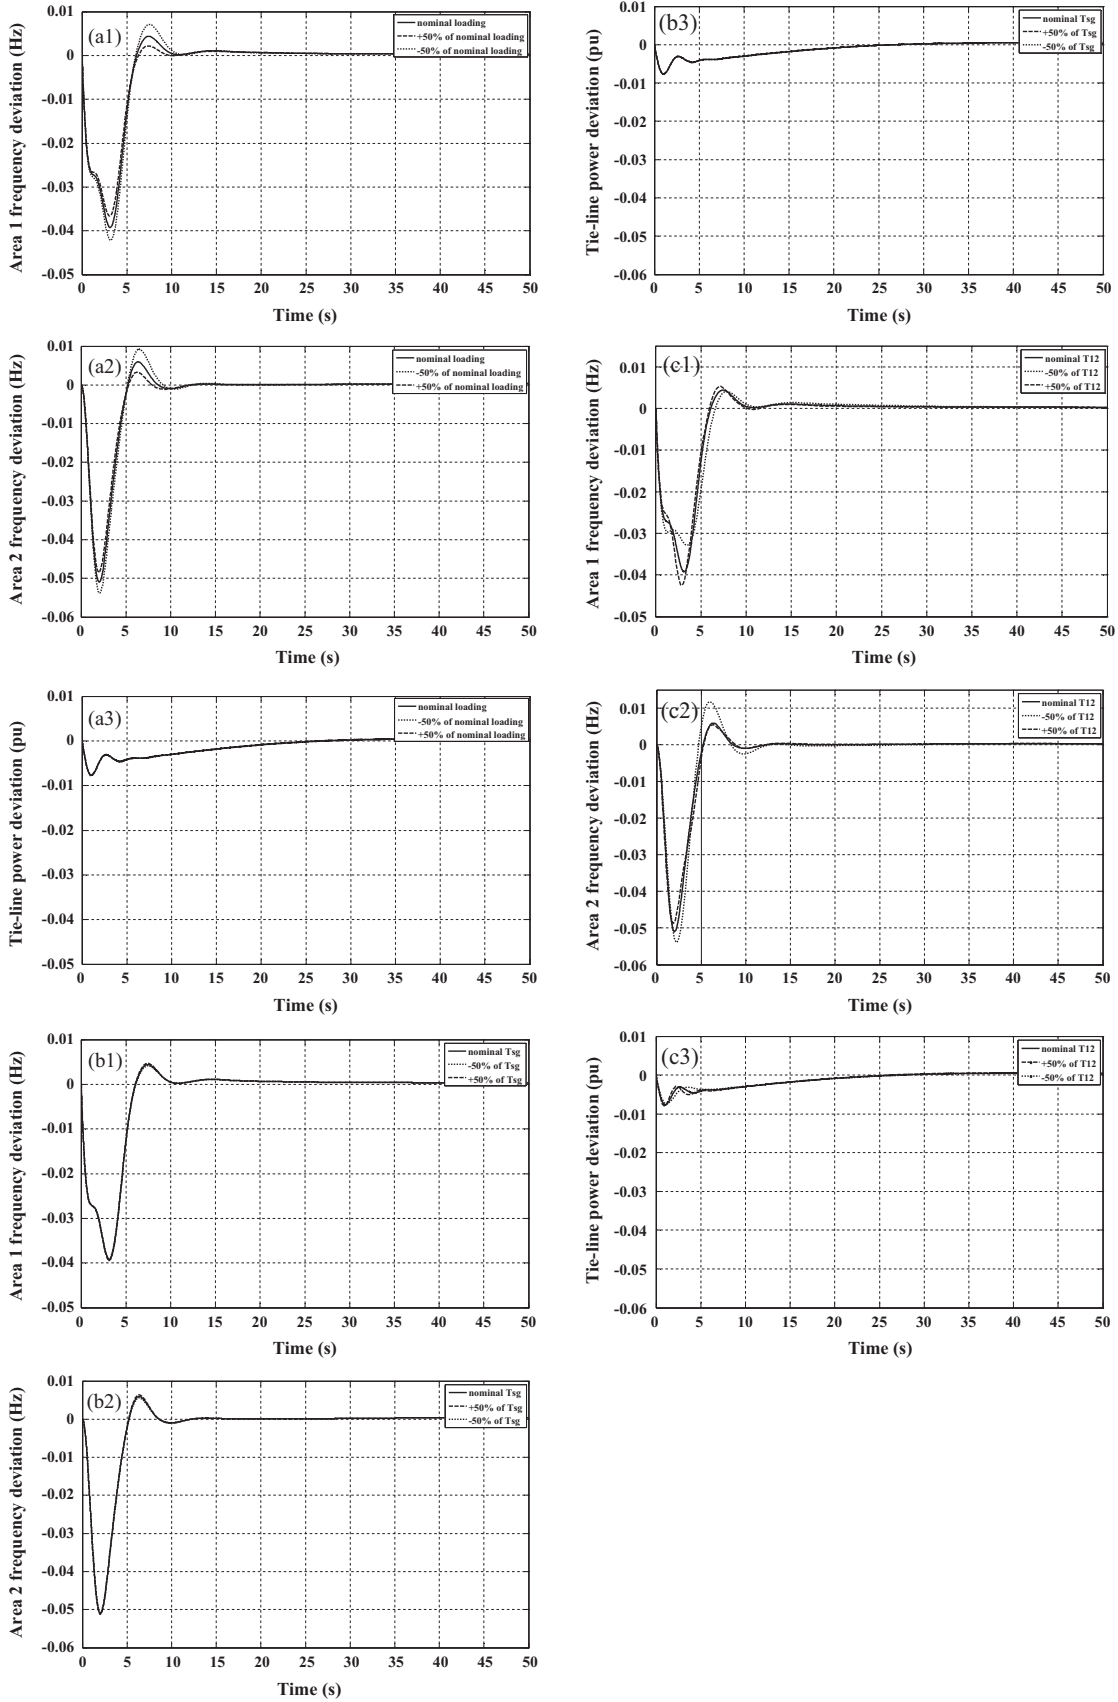 (a1)
Area 1 frequency deviation (Hz)
0.01
0
-0.01
-0.02
-0.03
-0.04
-0.05
nominal loading
+50% of nominal loading
-50% of nominal loading
0 5 10 15 20 25 30 35 40 45 50
Time (s)
(a2)
Area 2 frequency deviation (Hz)
0.01
0
-0.01
-0.02
-0.03
-0.04
-0.05
-0.06
nominal loading
-50% of nominal loading
+50% of nominal loading
0 5 10 15 20 25 30 35 40 45 50
Time (s)
(a3)
Tie-line power deviation (pu)
0.01
0
-0.01
-0.02
-0.03
-0.04
-0.05
nominal loading
-50% of nominal loading
+50% of nominal loading
0 5 10 15 20 25 30 35 40 45 50
Time (s)
(b1)
Area 1 frequency deviation (Hz)
0.01
0
-0.01
-0.02
-0.03
-0.04
-0.05
nominal Tsg
-50% of Tsg
+50% of Tsg
0 5 10 15 20 25 30 35 40 45 50
Time (s)
(b2)
Area 2 frequency deviation (Hz)
0.01
0
-0.01
-0.02
-0.03
-0.04
-0.05
-0.06
nominal Tsg
+50% of Tsg
-50% of Tsg
0 5 10 15 20 25 30 35 40 45 50
Time (s)
(b3)
Tie-line power deviation (pu)
0.01
0
-0.01
-0.02
-0.03
-0.04
-0.05
-0.06
nominal Tsg
+50% of Tsg
-50% of Tsg
0 5 10 15 20 25 30 35 40 45 50
Time (s)
(c1)
Area 1 frequency deviation (Hz)
0.01
0
-0.01
-0.02
-0.03
-0.04
-0.05
nominal T12
-50% of T12
+50% of T12
0 5 10 15 20 25 30 35 40 45 50
Time (s)
(c2)
Area 2 frequency deviation (Hz)
0.01
0
-0.01
-0.02
-0.03
-0.04
-0.05
-0.06
nominal T12
-50% of T12
+50% of T12
0 5 10 15 20 25 30 35 40 45 50
Time (s)
(c3)
Tie-line power deviation (pu)
0.01
0
-0.01
-0.02
-0.03
-0.04
-0.05
-0.06
nominal T12
+50% of T12
-50% of T12
0 5 10 15 20 25 30 35 40 45 50
Time (s)